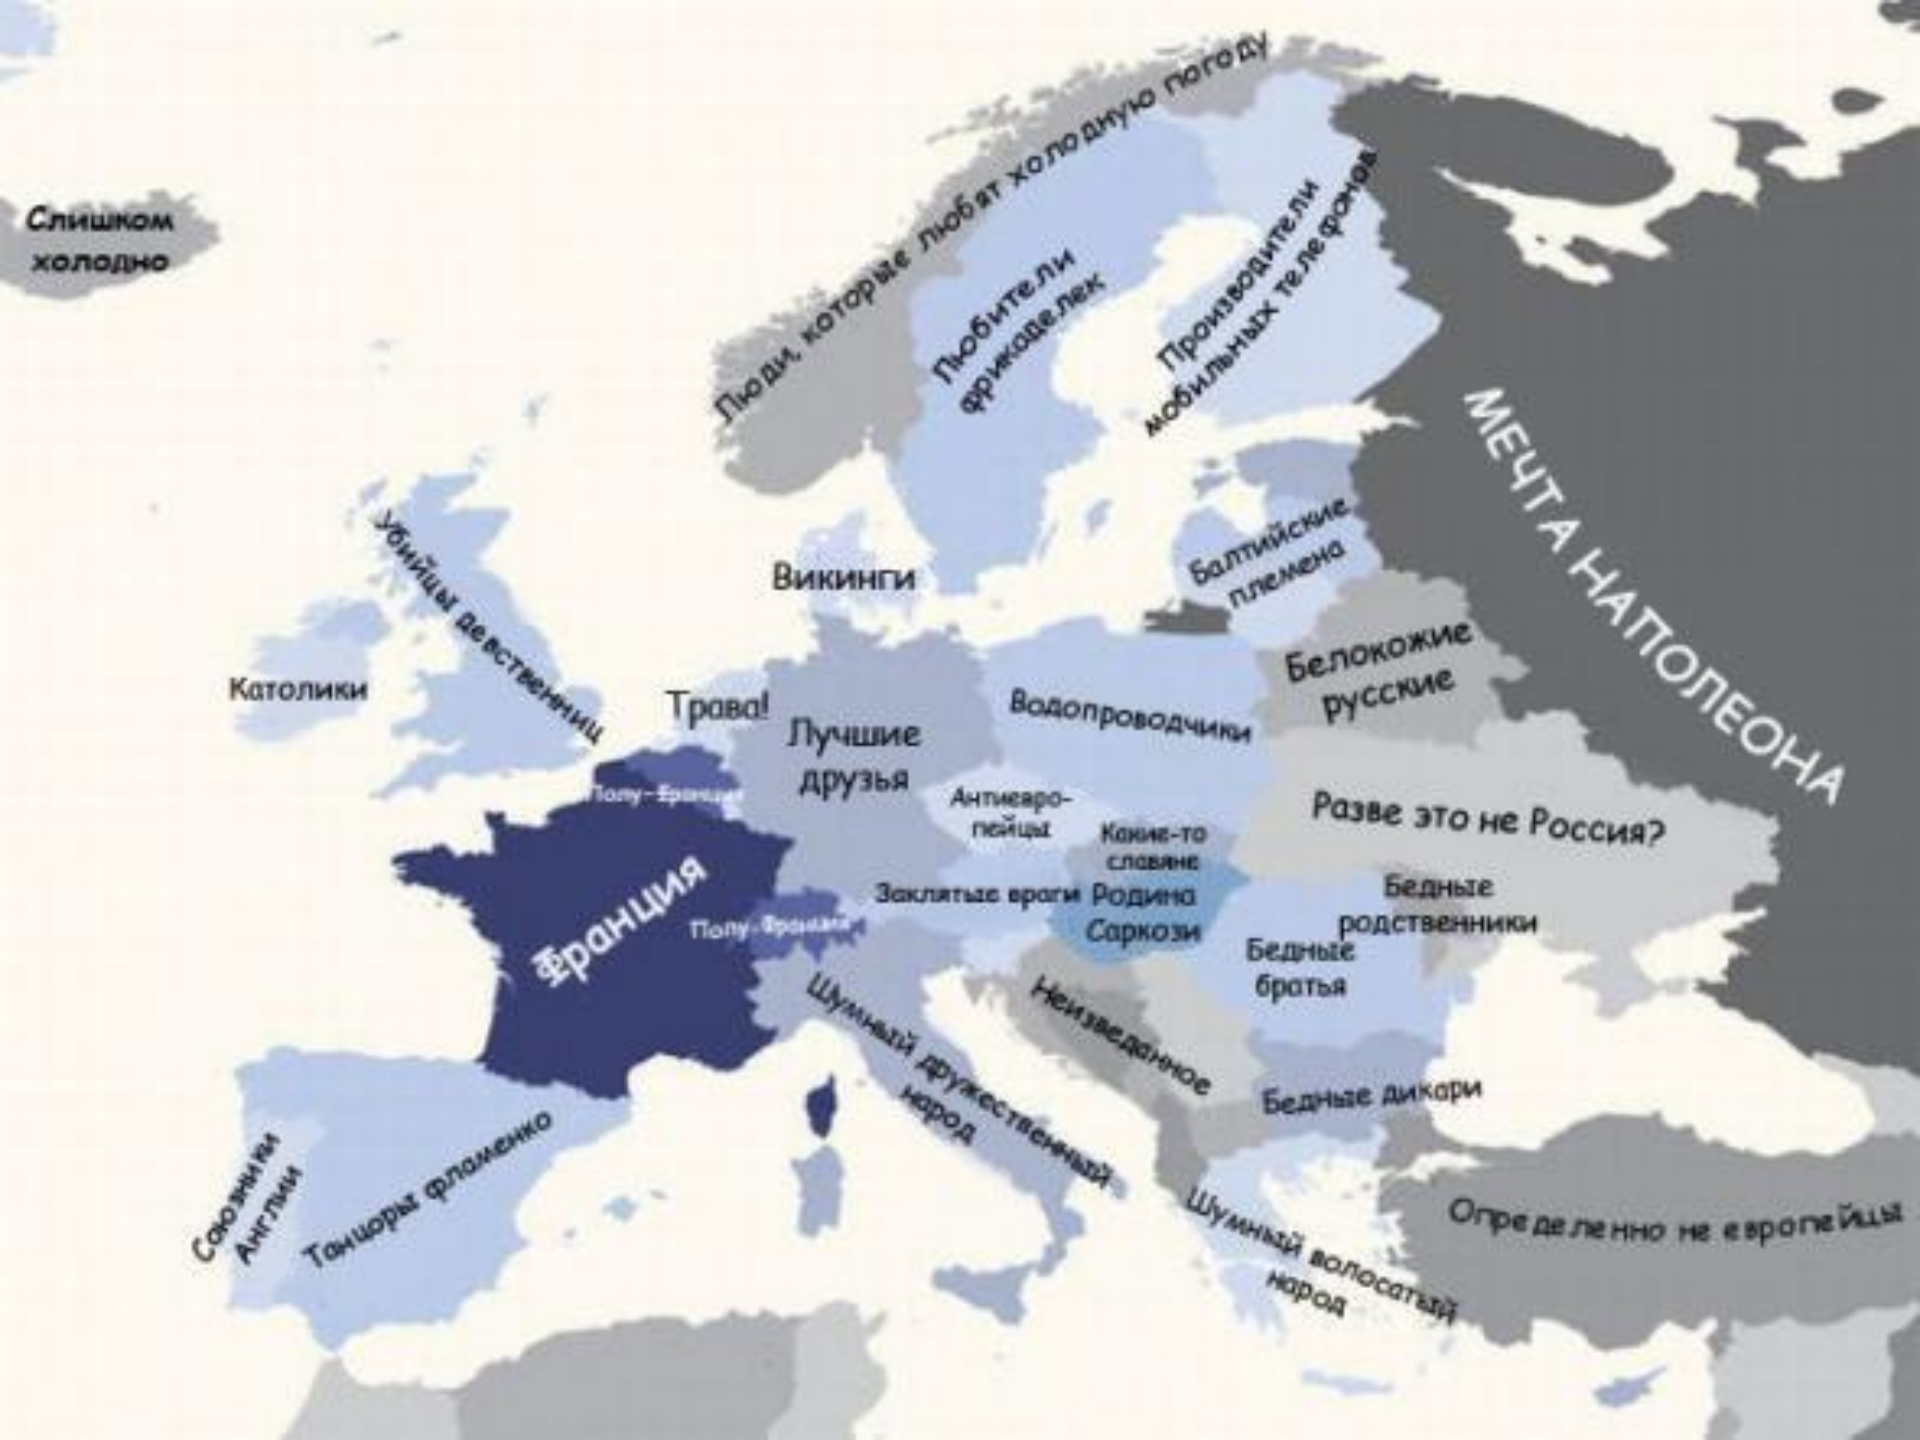 Люди, которые любят холодную погоду
Слишком
холодно
Любители
фрикаделек
Производители
мобильных телефонов
МЕЧТА НАПОЛЕОНА
Убийцы девственниц
Викинги
Балтийские
племена
Католики
Трава!
Лучшие
друзья
Водопроводчики
Белокожие
русские
Полу-Франция
Антиевро-
пейцы
Какие-то
славяне
Разве это не Россия?
Франция
Полу-Франция
Заклятые враги
Родина
Саркози
Бедные
родственники
Бедные
братья
Шумный дружественный
народ
Неизведанное
Бедные дикари
Союзники
Англии
Танцоры фламенко
Шумный волосатый
народ
Определенно не европейцы